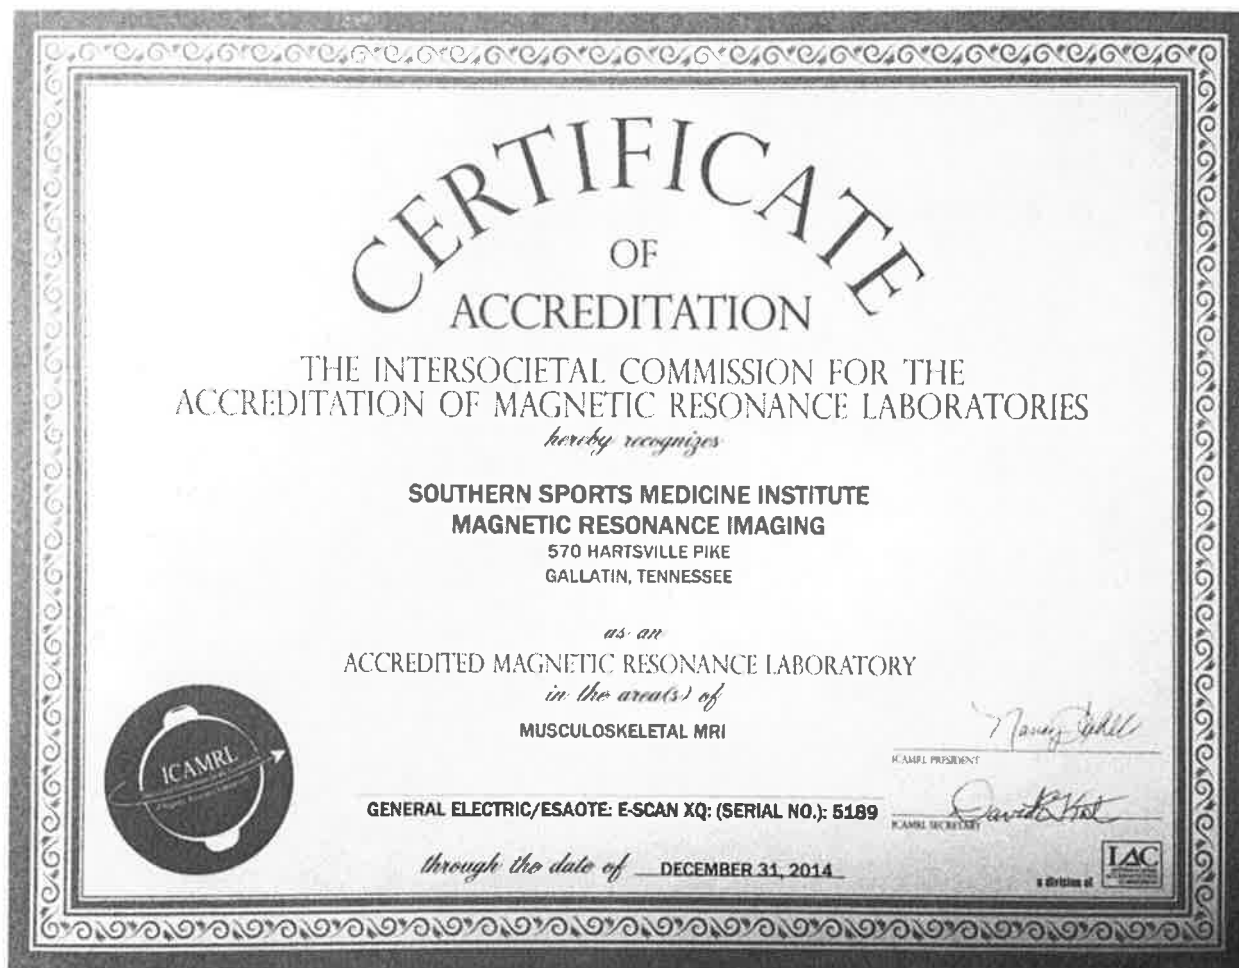 CERTIFICATE
OF
ACCREDITATION
THE INTERSOCIETAL COMMISSION FOR THE
ACCREDITATION OF MAGNETIC RESONANCE LABORATORIES
hereby recognizes
SOUTHERN SPORTS MEDICINE INSTITUTE
MAGNETIC RESONANCE IMAGING
570 HARTSVILLE PIKE
GALLATIN, TENNESSEE
as an
ACCREDITED MAGNETIC RESONANCE LABORATORY
in the area(s) of
MUSCULOSKELETAL MRI
ICAMRL PRESIDENT
ICAMRL
GENERAL ELECTRIC/ESAOTE: E-SCAN XQ: (SERIAL NO.): 5189
ICAMRL SECRETARY
through the date of DECEMBER 31, 2014
a division of
IAC